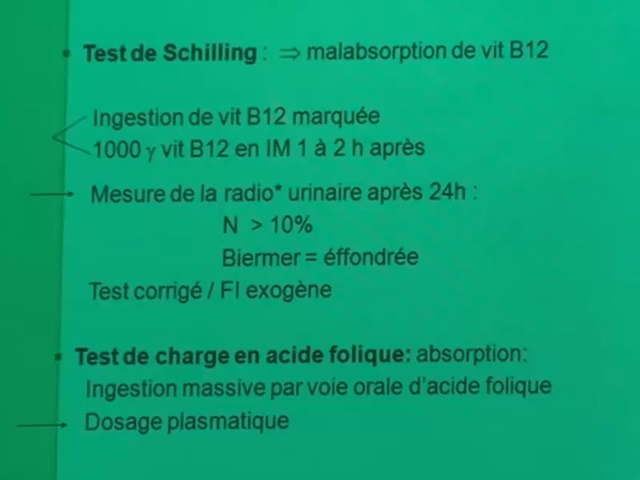 • Test de Schilling : ⇒ malabsorption de vit B12
Ingestion de vit B12 marquée
1000 γ vit B12 en IM 1 à 2 h après
Mesure de la radio* urinaire après 24h :
N > 10%
Biermer = éffondrée
Test corrigé / FI exogène
• Test de charge en acide folique: absorption:
Ingestion massive par voie orale d'acide folique
Dosage plasmatique